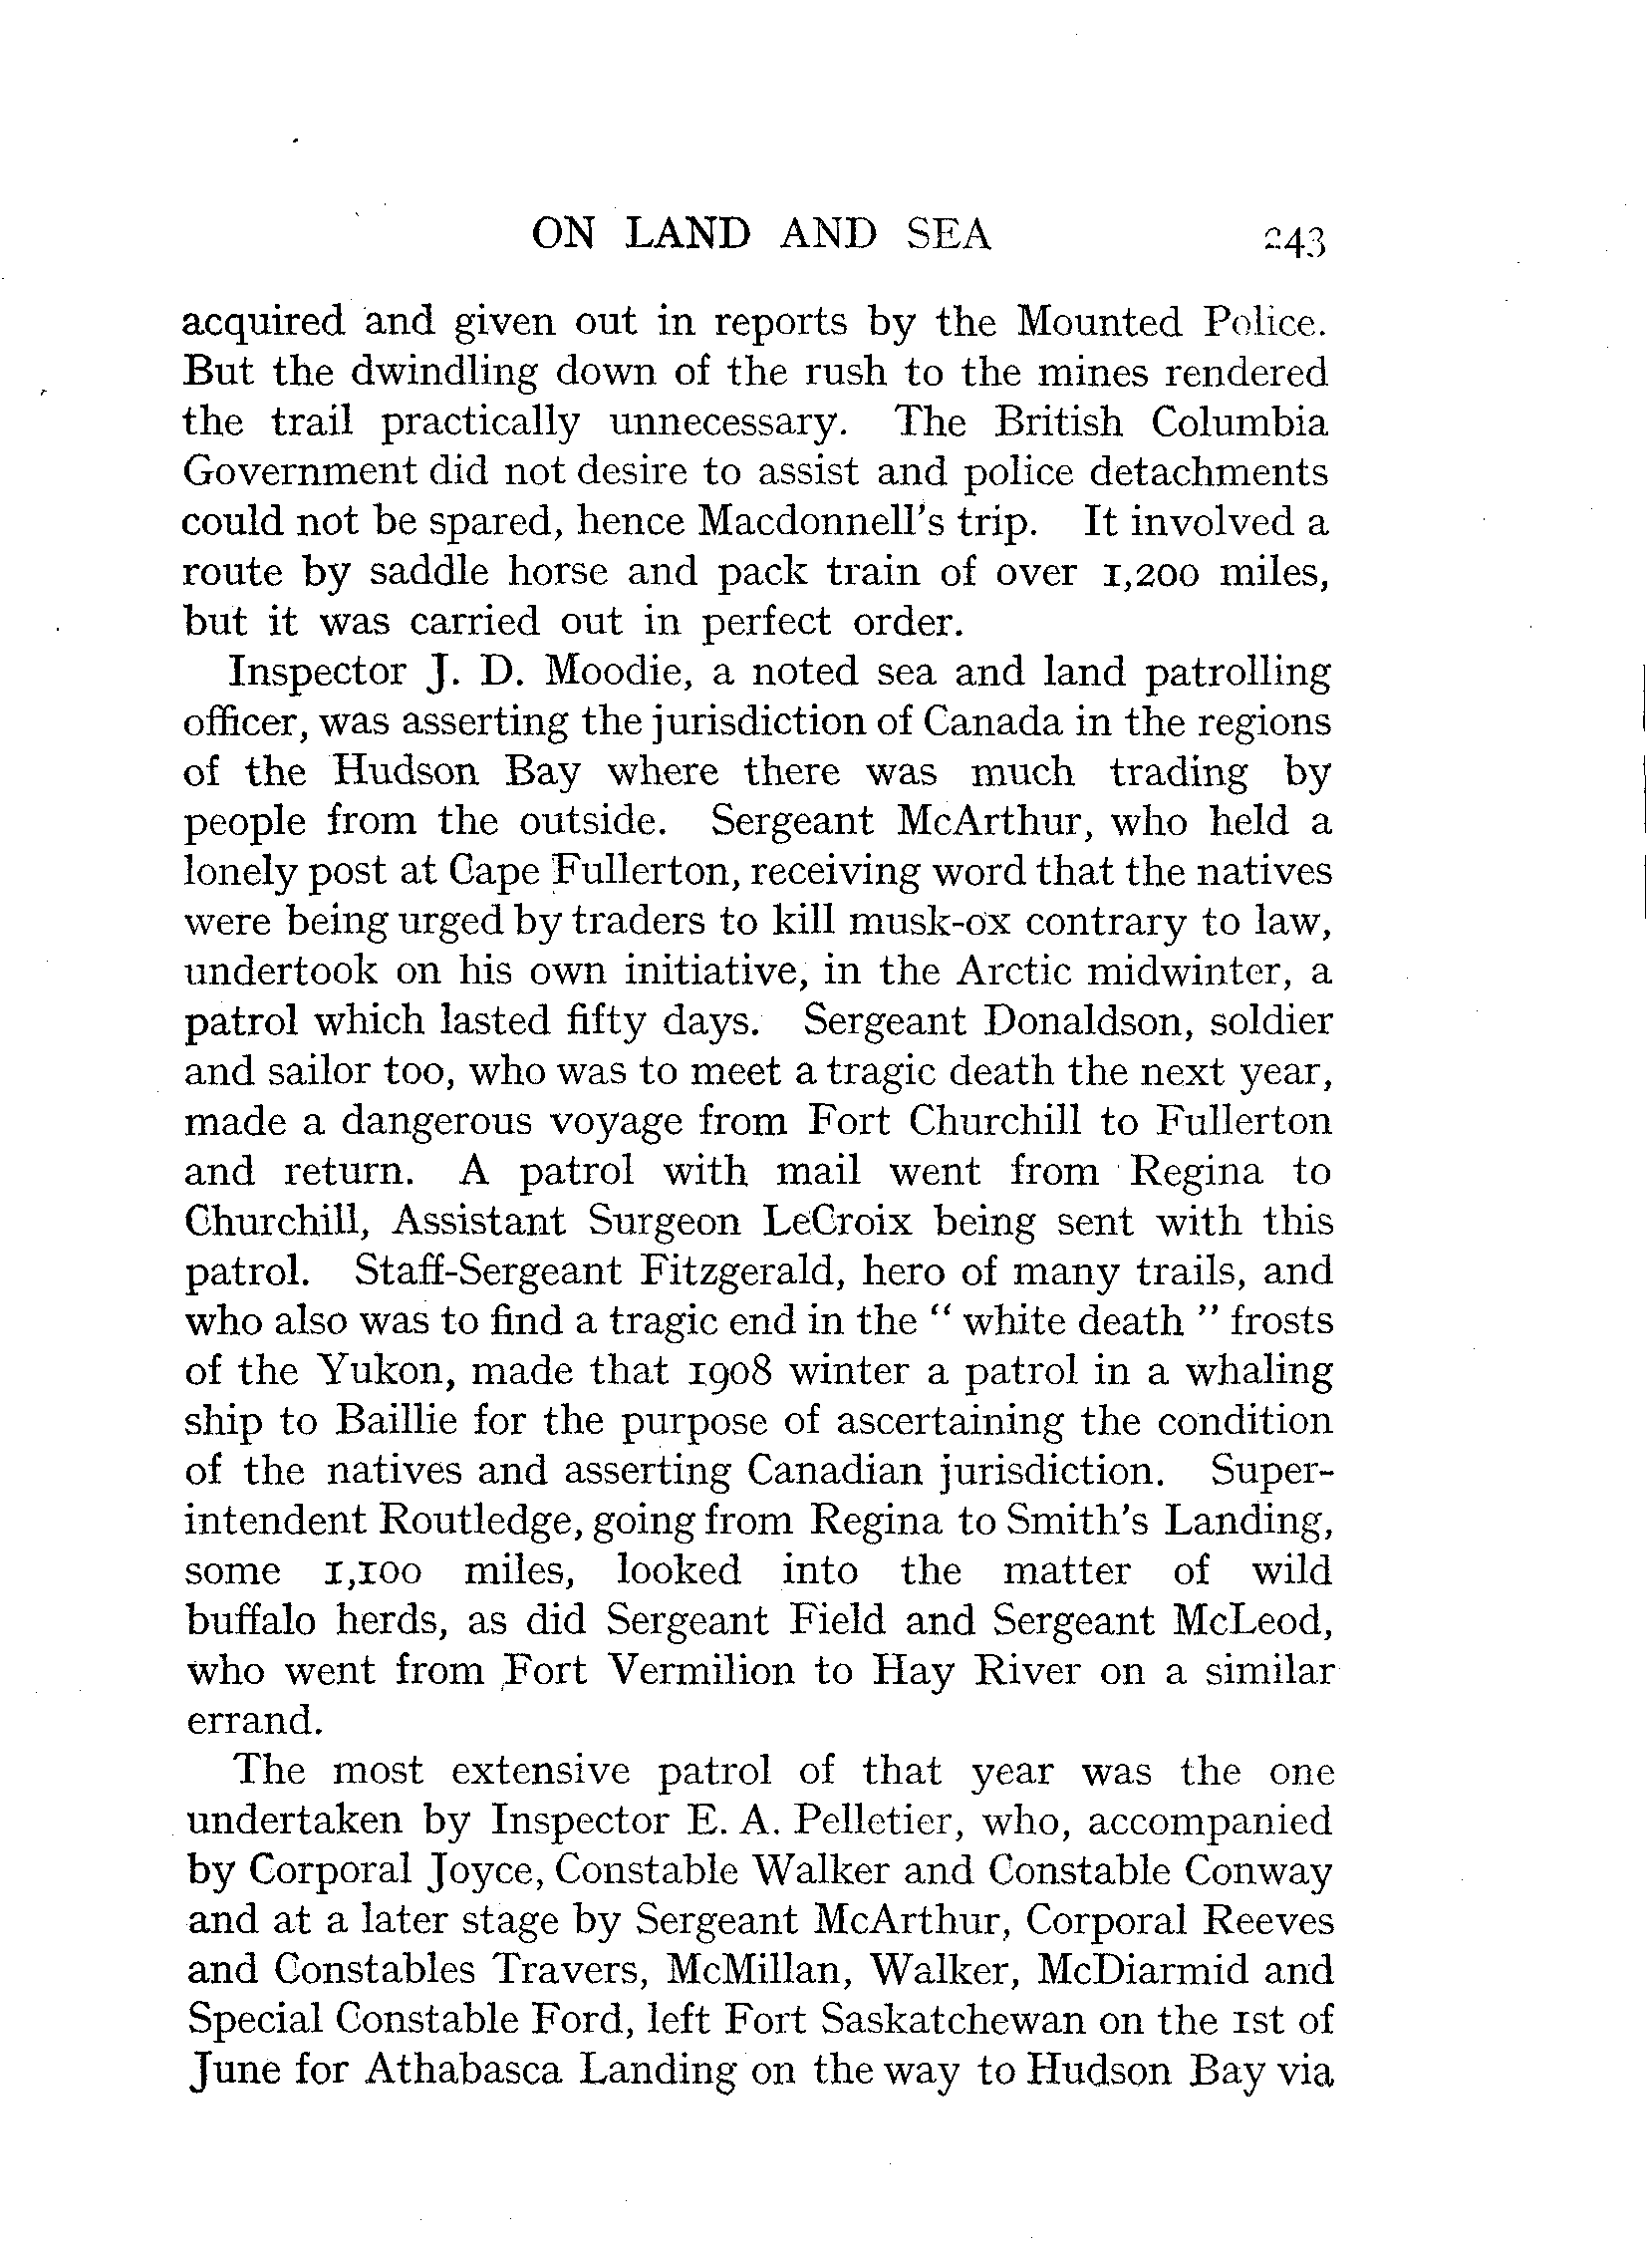 ON LAND AND SEA 243
acquired and given out in reports by the Mounted Police.
But the dwindling down of the rush to the mines rendered
the trail practically unnecessary. The British Columbia
Government did not desire to assist and police detachments
could not be spared, hence Macdonnell's trip. It involved a
route by saddle horse and pack train of over 1,200 miles,
but it was carried out in perfect order.
Inspector J. D. Moodie, a noted sea and land patrolling
officer, was asserting the jurisdiction of Canada in the regions
of the Hudson Bay where there was much trading by
people from the outside. Sergeant McArthur, who held a
lonely post at Cape Fullerton, receiving word that the natives
were being urged by traders to kill musk-ox contrary to law,
undertook on his own initiative, in the Arctic midwinter, a
patrol which lasted fifty days. Sergeant Donaldson, soldier
and sailor too, who was to meet a tragic death the next year,
made a dangerous voyage from Fort Churchill to Fullerton
and return. A patrol with mail went from Regina to
Churchill, Assistant Surgeon LeCroix being sent with this
patrol. Staff-Sergeant Fitzgerald, hero of many trails, and
who also was to find a tragic end in the " white death " frosts
of the Yukon, made that 1908 winter a patrol in a whaling
ship to Baillie for the purpose of ascertaining the condition
of the natives and asserting Canadian jurisdiction. Super-
intendent Routledge, going from Regina to Smith's Landing,
some 1,100 miles, looked into the matter of wild
buffalo herds, as did Sergeant Field and Sergeant McLeod,
who went from Fort Vermilion to Hay River on a similar
errand.
The most extensive patrol of that year was the one
undertaken by Inspector E. A. Pelletier, who, accompanied
by Corporal Joyce, Constable Walker and Constable Conway
and at a later stage by Sergeant McArthur, Corporal Reeves
and Constables Travers, McMillan, Walker, McDiarmid and
Special Constable Ford, left Fort Saskatchewan on the 1st of
June for Athabasca Landing on the way to Hudson Bay via